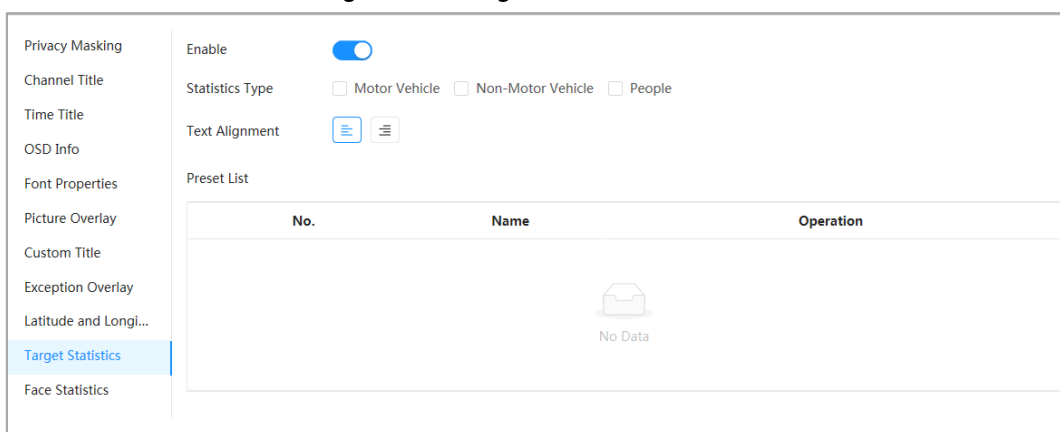 Privacy Masking
Channel Title
Time Title
OSD Info
Font Properties
Picture Overlay
Custom Title
Exception Overlay
Latitude and Longi...
Target Statistics
Face Statistics
Enable
Statistics Type Motor Vehicle Non-Motor Vehicle People
Text Alignment
Preset List
No. Name Operation
No Data